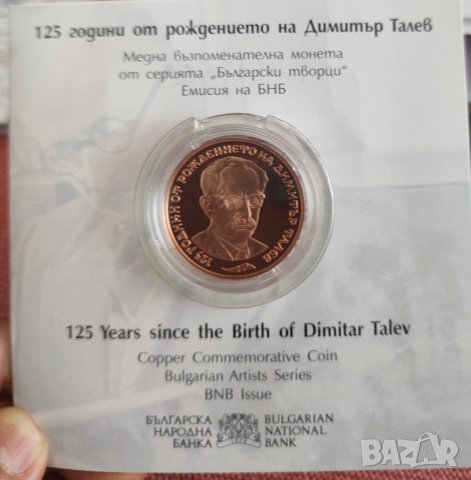 125 години от рождението на Димитър Талев
Медна възпоменателна монета
от серията „Български творци"
Емисия на БНБ
125 ГОДИНИ ОТ РОЖДЕНИЕТО НА ДИМИТЪР ТАЛЕВ
125 Years since the Birth of Dimitar Talev
Copper Commemorative Coin
Bulgarian Artists Series
BNB Issue
БЪЛГАРСКА
НАРОДНА
БАНКА
BULGARIAN
NATIONAL
BANK
BAZAR